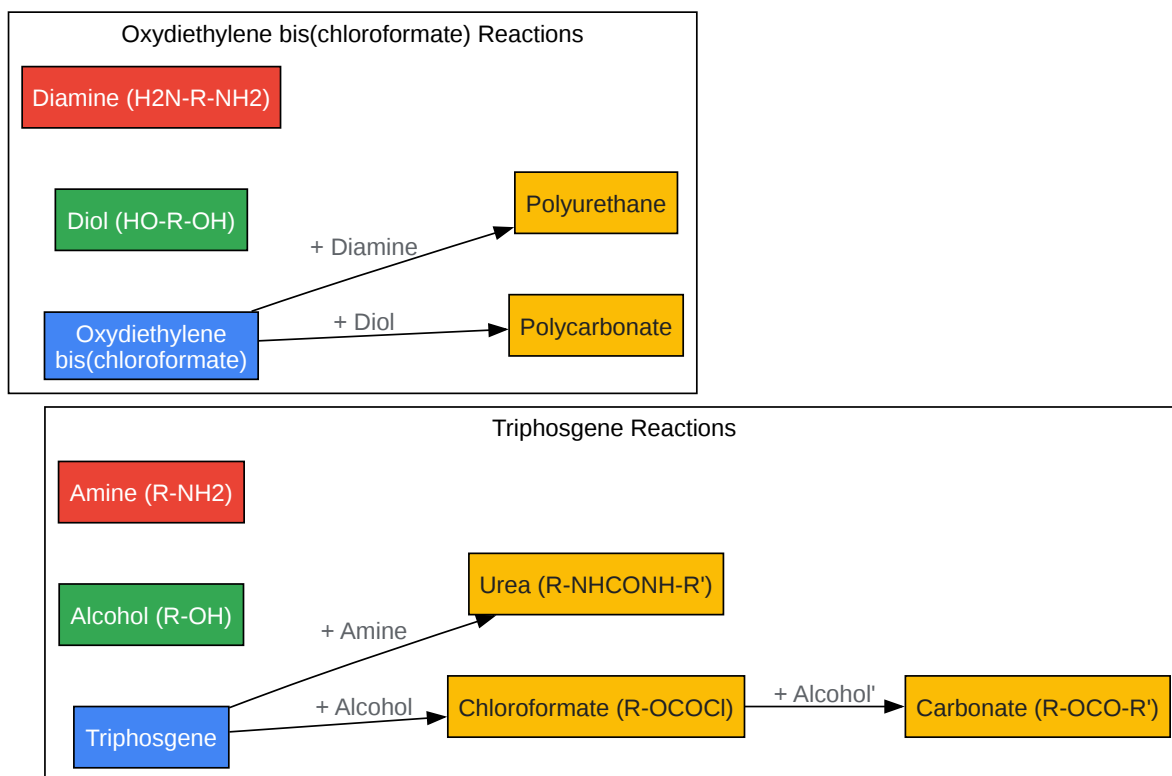 Oxydiethylene bis(chloroformate) Reactions
Diamine (H2N-R-NH2)
Diol (HO-R-OH)
Polyurethane
+ Diamine
Oxydiethylene
bis(chloroformate)
+ Diol
Polycarbonate
Triphosgene Reactions
Amine (R-NH2)
Alcohol (R-OH)
Urea (R-NHCONH-R')
+ Amine
Triphosgene
+ Alcohol
Chloroformate (R-OCOCl)
+ Alcohol'
Carbonate (R-OCO-R')